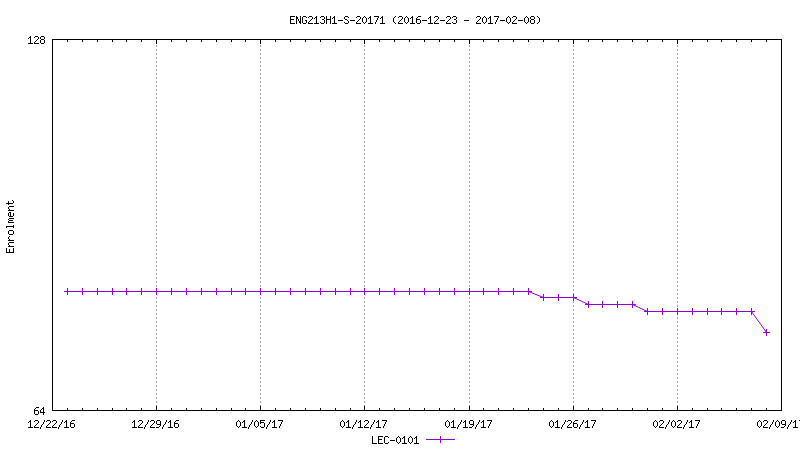 ENG213H1-S-20171 (2016-12-23 - 2017-02-08)
128
Enrolment
64
12/22/16 12/29/16 01/05/17 01/12/17 01/19/17 01/26/17 02/02/17 02/09/1
LEC-0101